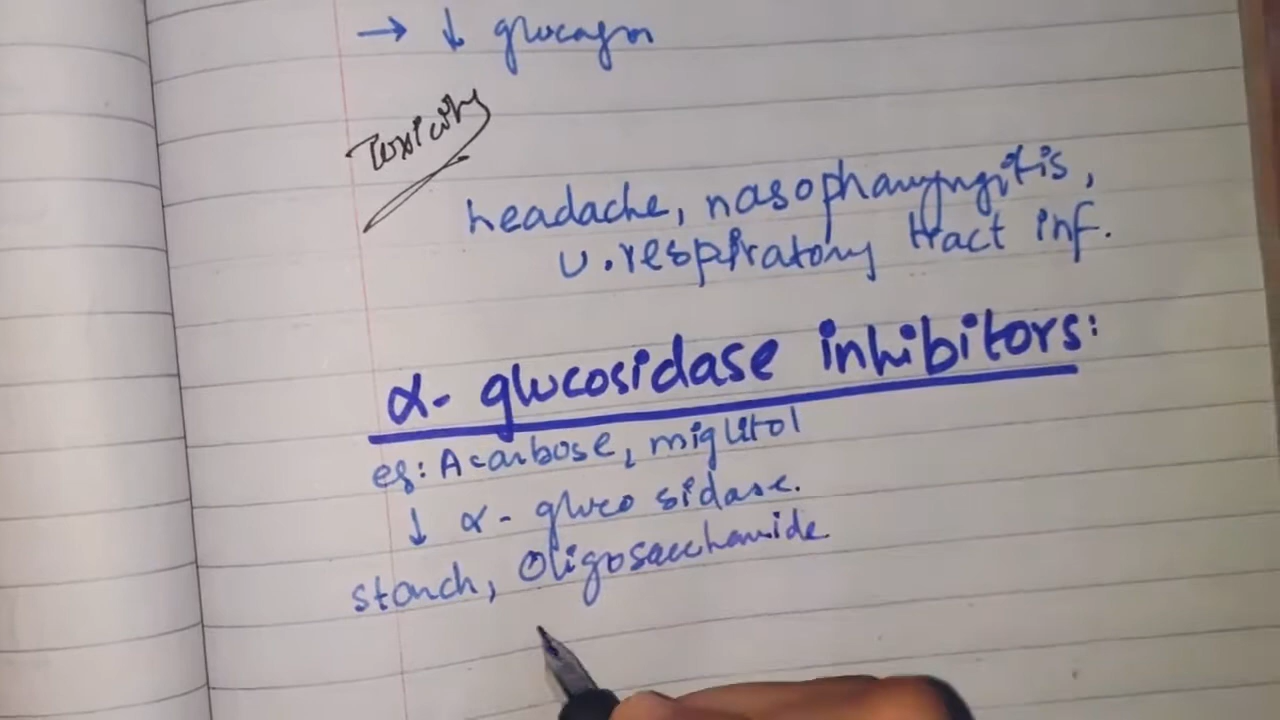 → ↓ glucagon
Toxicity
headache, nasopharyngitis,
U. respiratory tract inf.
α- glucosidase inhibitors:
eg: Acarbose, miglitol
↓ α- glucosidase.
starch, Oligosaccharide